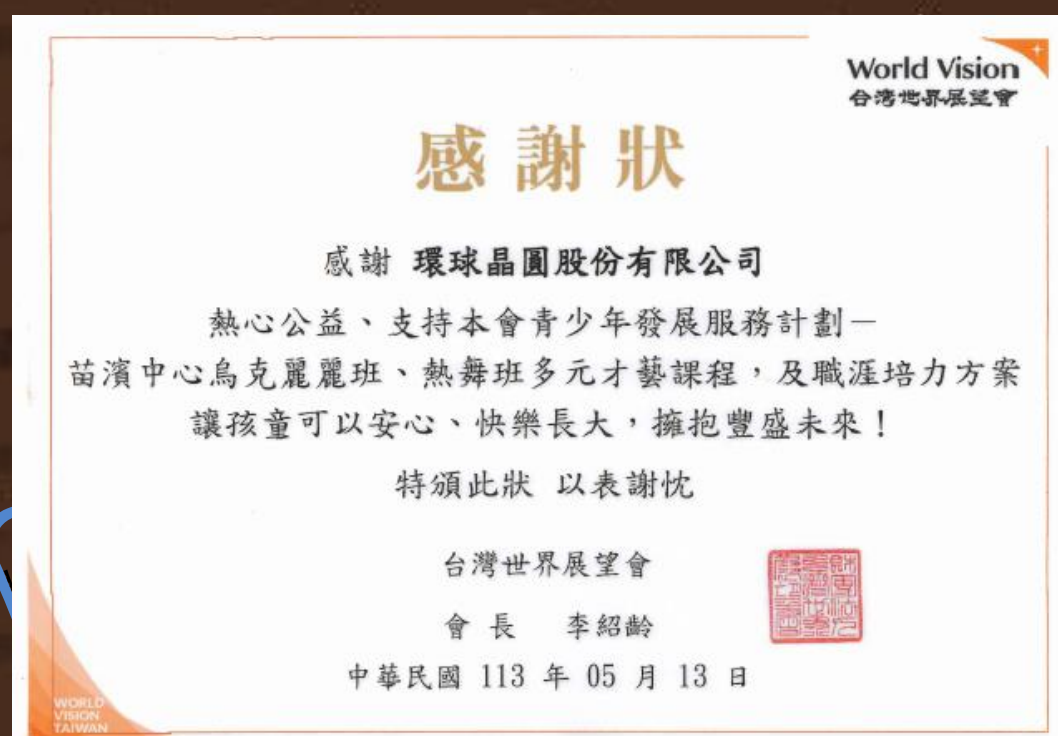 World Vision
台灣世界展望會
感謝狀
感謝 環球晶圓股份有限公司
熱心公益、支持本會青少年發展服務計劃－
苗濱中心烏克麗麗班、熱舞班多元才藝課程，及職涯培力方案
讓孩童可以安心、快樂長大，擁抱豐盛未來！
特頒此狀 以表謝忱
台灣世界展望會
會長 李紹齡
中華民國 113 年 05 月 13 日
WORLD
VISION
TAIWAN